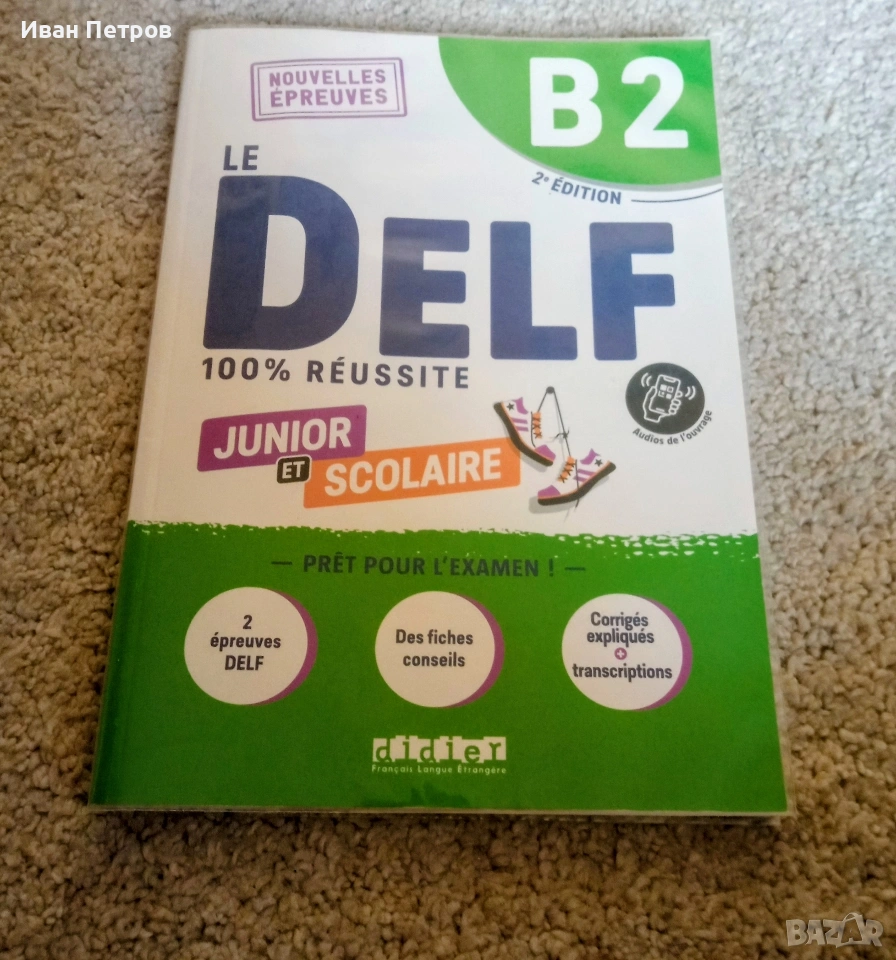 Иван Петров
NOUVELLES
ÉPREUVES
B2
2e ÉDITION
LE
DELF
100% RÉUSSITE
Audios de l'ouvrage
JUNIOR
ET
SCOLAIRE
PRÊT POUR L'EXAMEN !
2
épreuves
DELF
Des fiches
conseils
Corrigés
expliqués
+
transcriptions
didier
Français Langue Étrangère
BAZAR